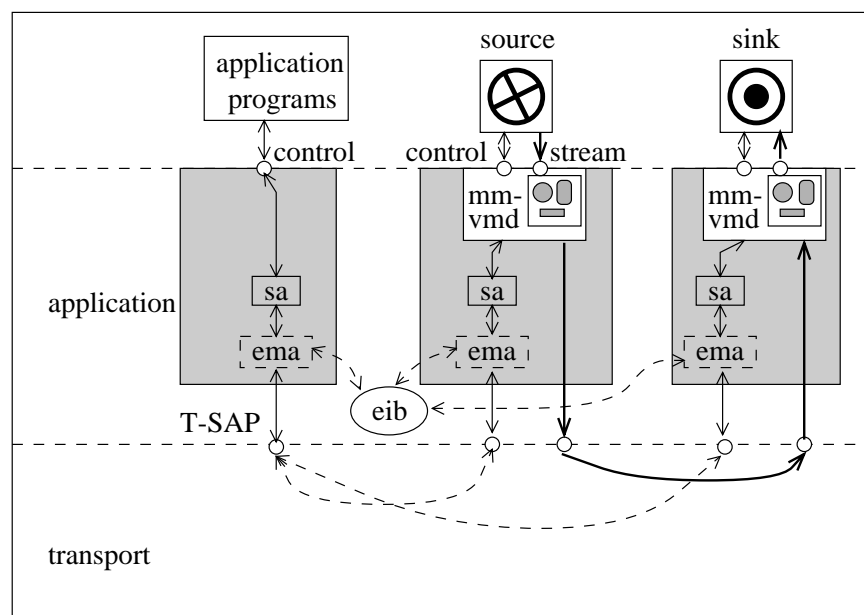 source
sink
application
programs
control
control
stream
mm-
vmd
mm-
vmd
application
sa
sa
sa
ema
ema
ema
eib
T-SAP
transport